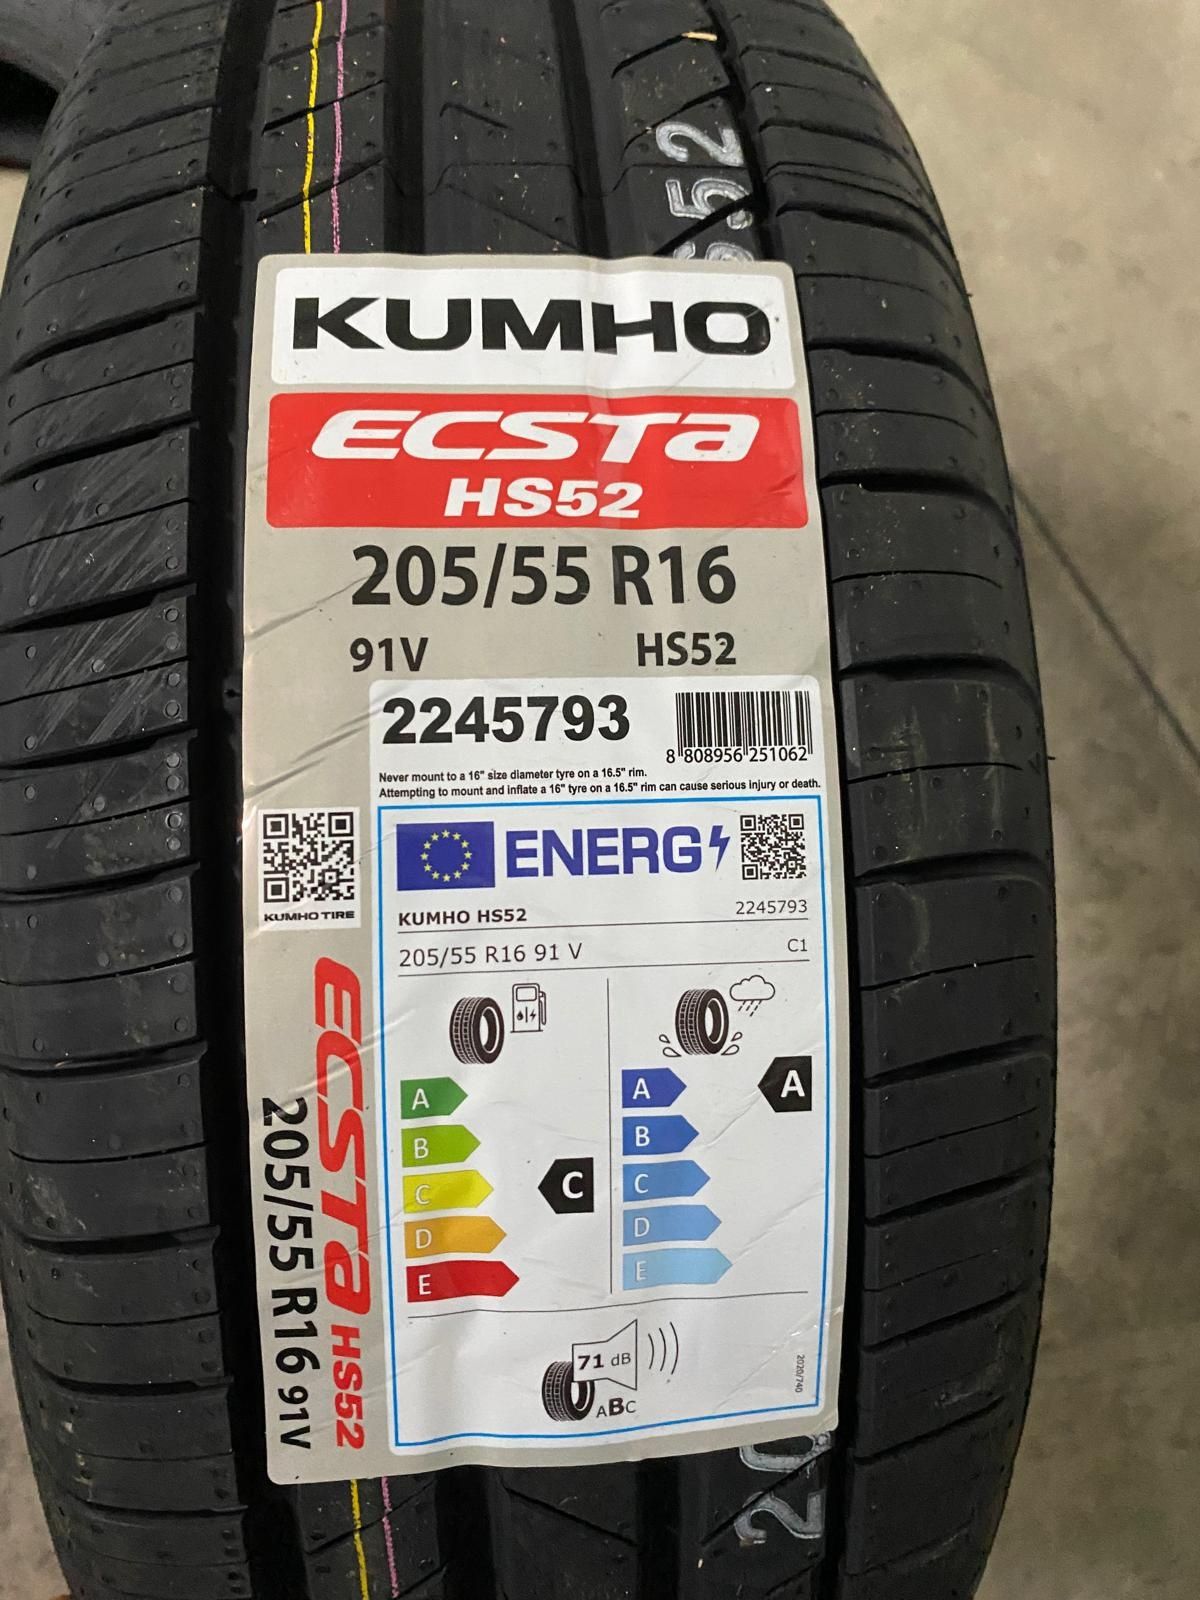 KUMHO
ECSTA
HS52
205/55 R16
91V HS52
2245793
8 808956 251062
Never mount to a 16" size diameter tyre on a 16.5" rim.
Attempting to mount and inflate a 16" tyre on a 16.5" rim can cause serious injury or death.
ENERG
KUMHO HS52 2245793
205/55 R16 91 V C1
A
B
C
D
E
C
A
B
C
D
E
A
71 dB
ABC
2020/740
KUMHO TIRE
ECSTA HS52
205/55 R16 91V